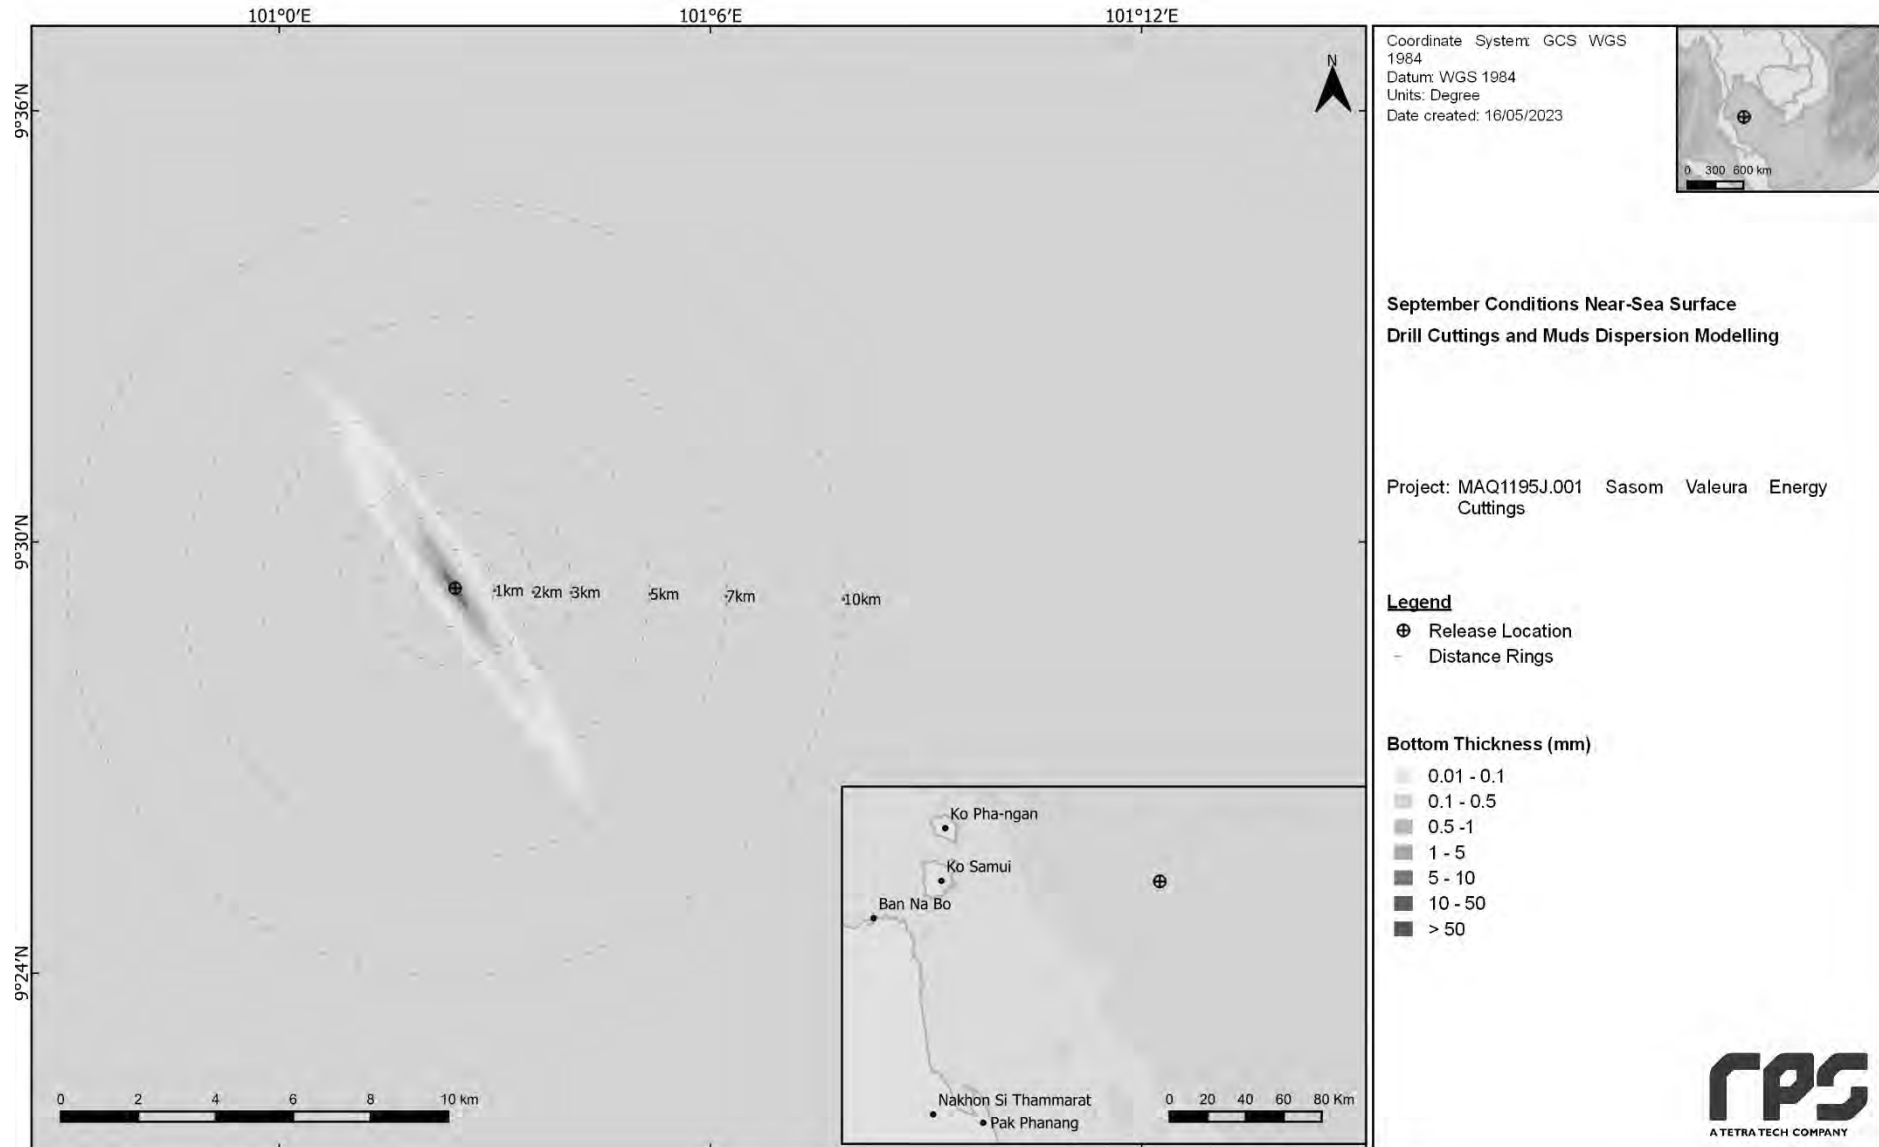 101°0′E
101°6′E
101°12′E
9°36′N
9°30′N
9°24′N
N
1km
2km
3km
5km
7km
10km
0 2 4 6 8 10 km
Ko Pha-ngan
Ko Samui
Ban Na Bo
Nakhon Si Thammarat
Pak Phanang
0 20 40 60 80 Km
Coordinate System: GCS WGS
1984
Datum: WGS 1984
Units: Degree
Date created: 16/05/2023
0 300 600 km
September Conditions Near-Sea Surface
Drill Cuttings and Muds Dispersion Modelling
Project: MAQ1195J.001 Sasom Valeura Energy
Cuttings
Legend
Release Location
Distance Rings
Bottom Thickness (mm)
0.01 - 0.1
0.1 - 0.5
0.5 -1
1 - 5
5 - 10
10 - 50
> 50
rps
A TETRA TECH COMPANY